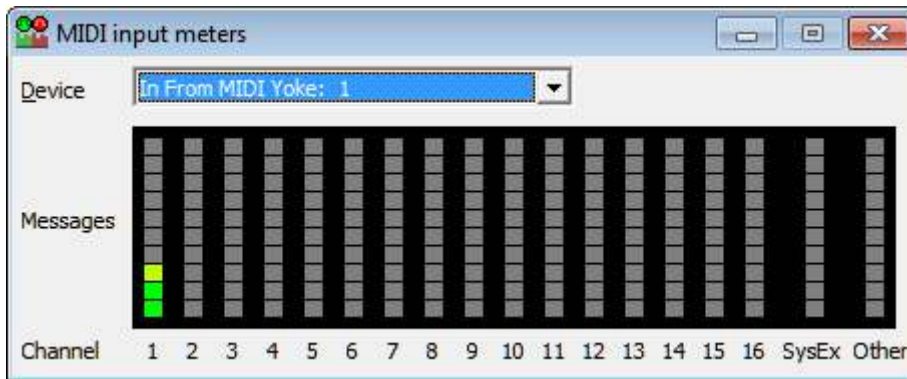 MIDI input meters
Device In From MIDI Yoke:  1
Messages
Channel 1 2 3 4 5 6 7 8 9 10 11 12 13 14 15 16 SysEx Other